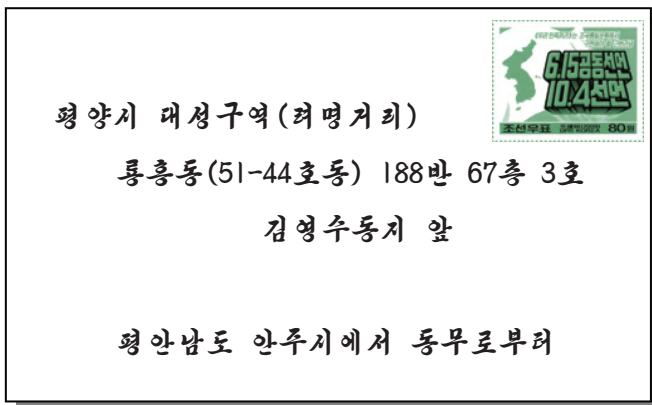 6.15공동선언
10.4선언
조선우표 80원
평양시 대성구역(려명거리)
룡흥동(51-44호동) 188반 67층 3호
김영수동지 앞
평안남도 안주시에서 동무로부터